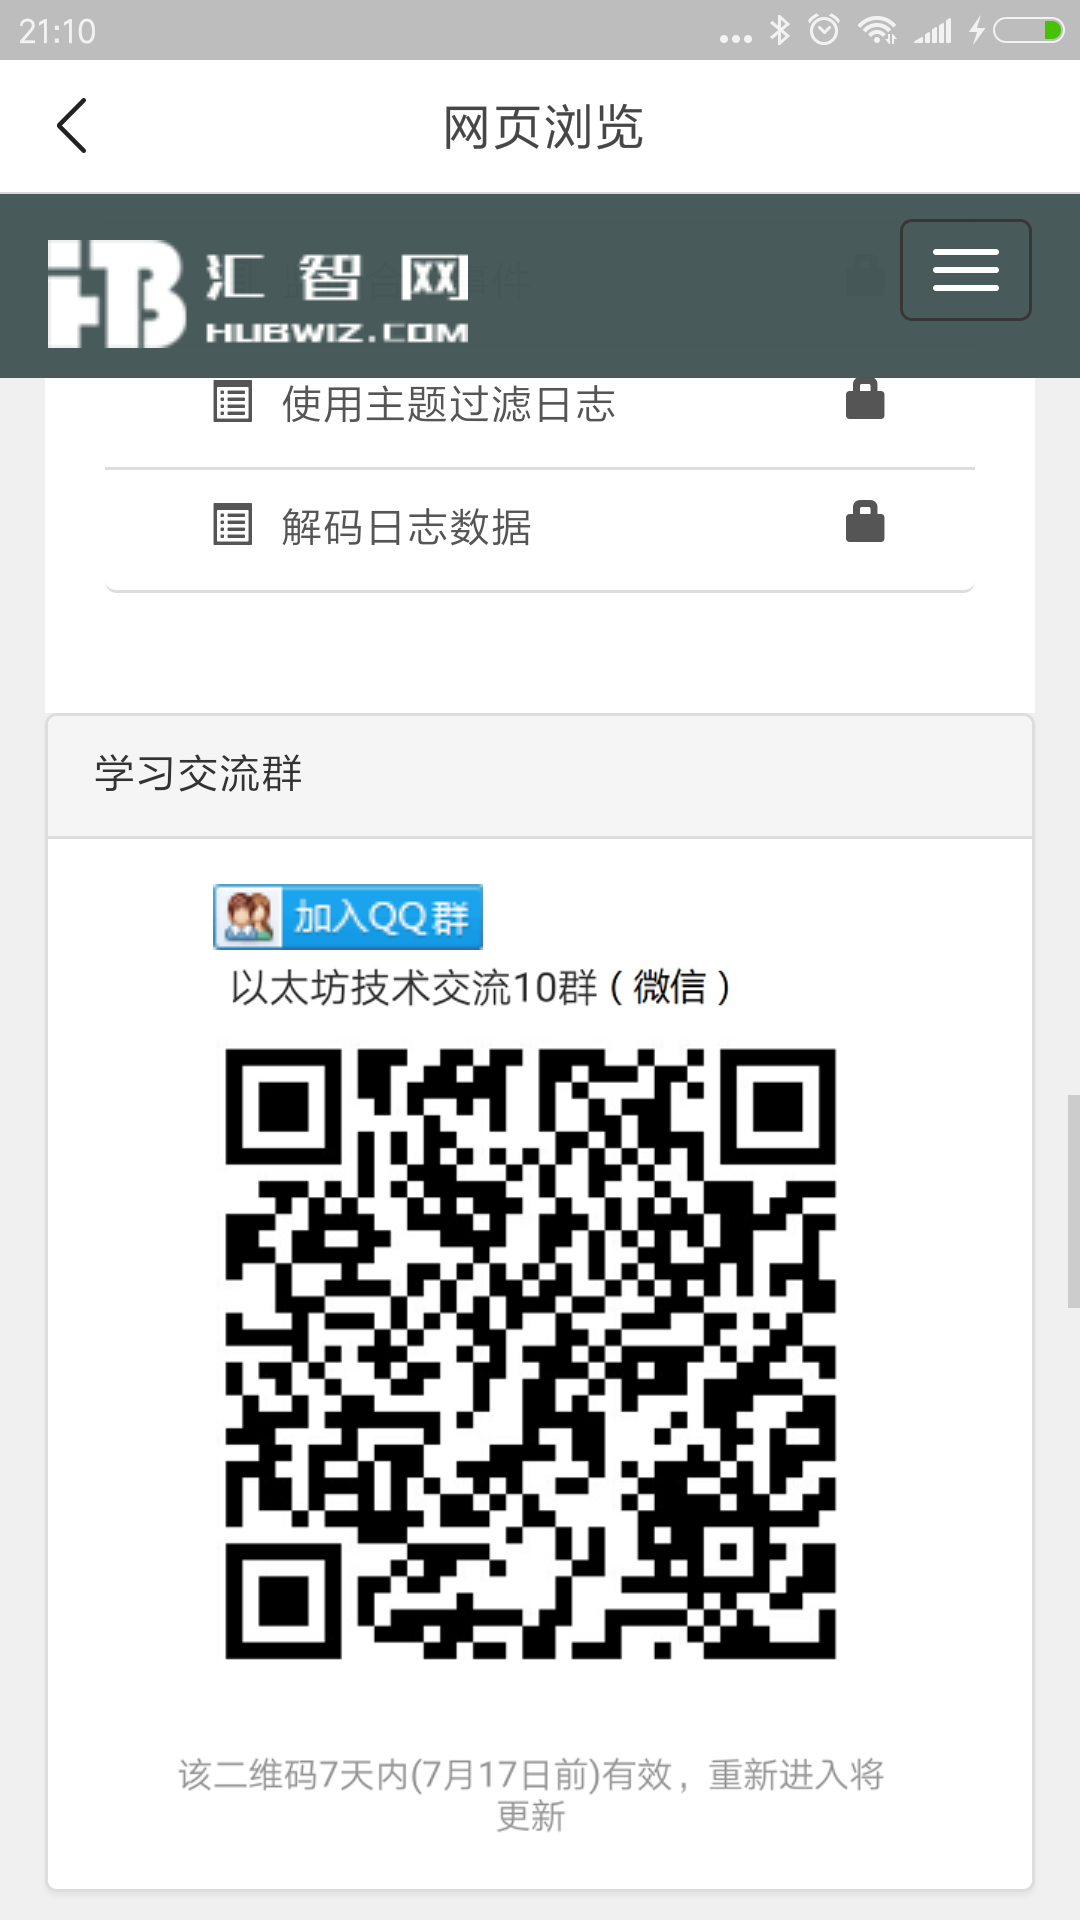 21:10
网页浏览
汇智网
HUBWIZ.COM
使用主题过滤日志
解码日志数据
学习交流群
加入QQ群
以太坊技术交流10群（微信）
该二维码7天内(7月17日前)有效，重新进入将
更新